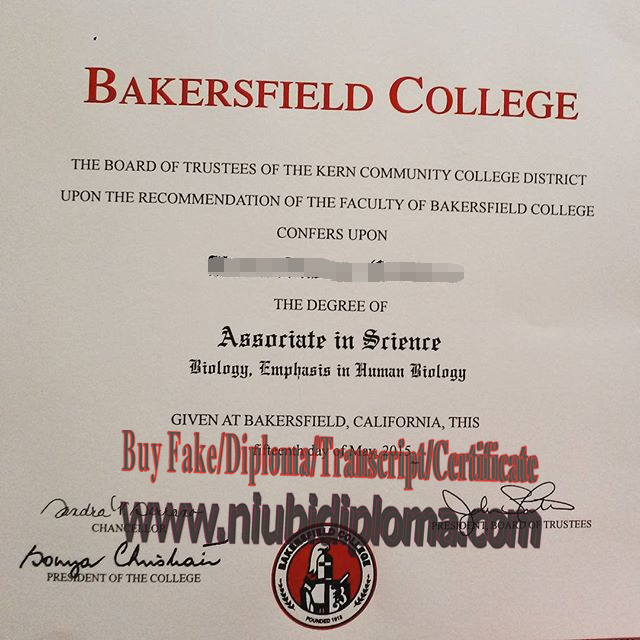 BAKERSFIELD COLLEGE
THE BOARD OF TRUSTEES OF THE KERN COMMUNITY COLLEGE DISTRICT
UPON THE RECOMMENDATION OF THE FACULTY OF BAKERSFIELD COLLEGE
CONFERS UPON
THE DEGREE OF
Associate in Science
Biology, Emphasis in Human Biology
GIVEN AT BAKERSFIELD, CALIFORNIA, THIS
fifteenth day of May, 2015
Buy Fake/Diploma/Transcript/Certificate
www.niubidiploma.com
CHANCELLOR
PRESIDENT, BOARD OF TRUSTEES
PRESIDENT OF THE COLLEGE
BAKERSFIELD COLLEGE
FOUNDED 1913